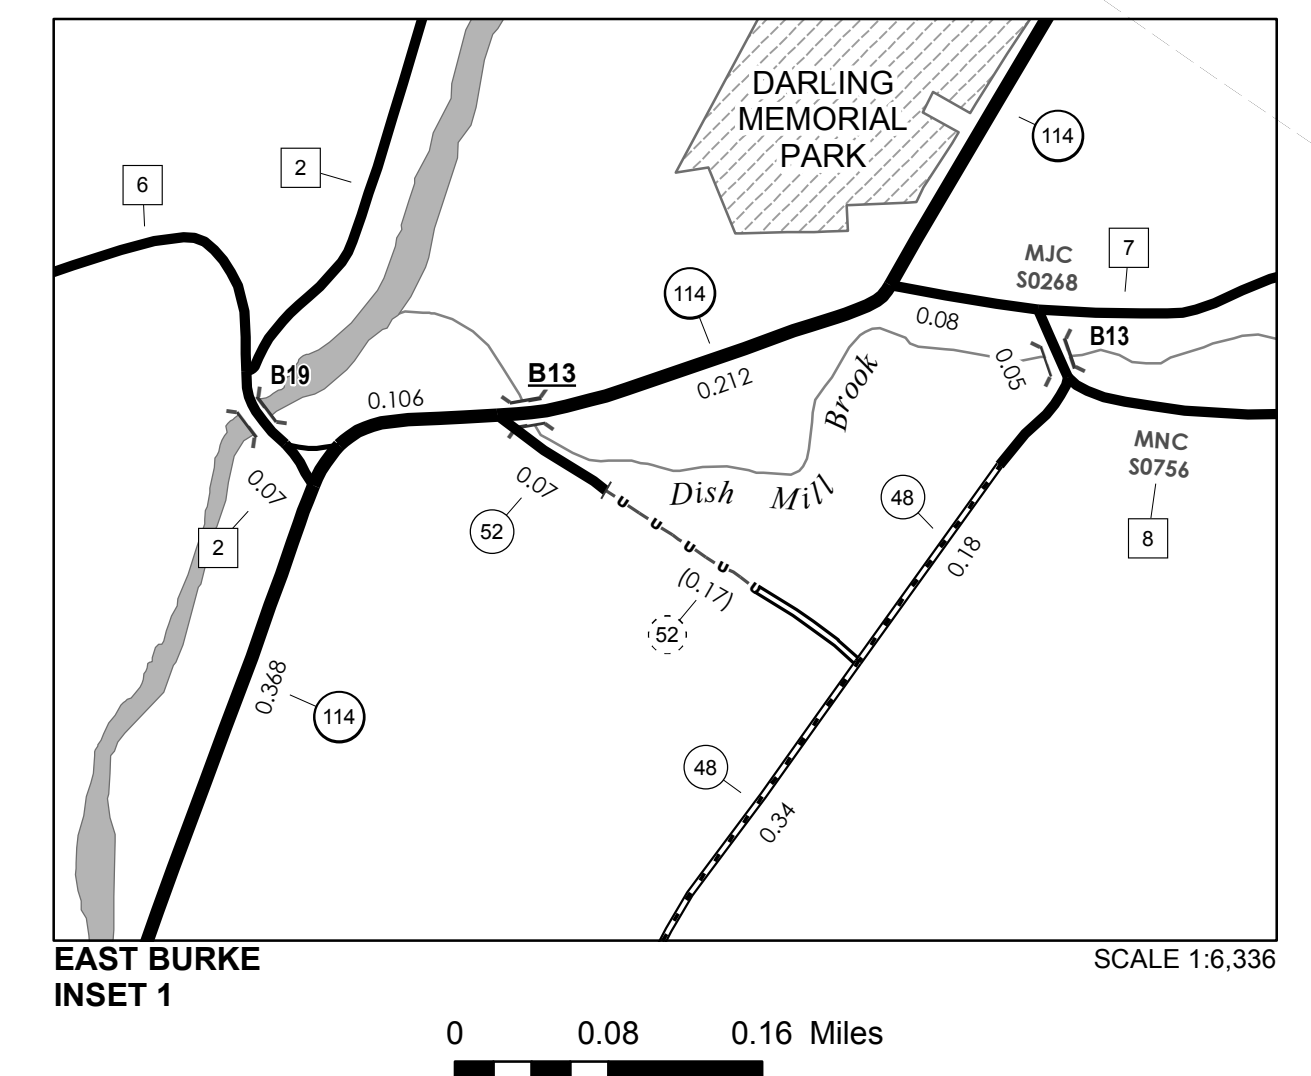 DARLING
MEMORIAL
PARK
114
2
6
7
MJC
S0268
114
0.08
B13
B19
B13
0.05
0.212
0.106
Brook
MNC
S0756
0.07
0.07
Dish Mill
48
52
8
2
0.18
(0.17)
52
0.368
114
48
0.34
EAST BURKE
INSET 1
SCALE 1:6,336
0 0.08 0.16 Miles
U
U
U
U
U